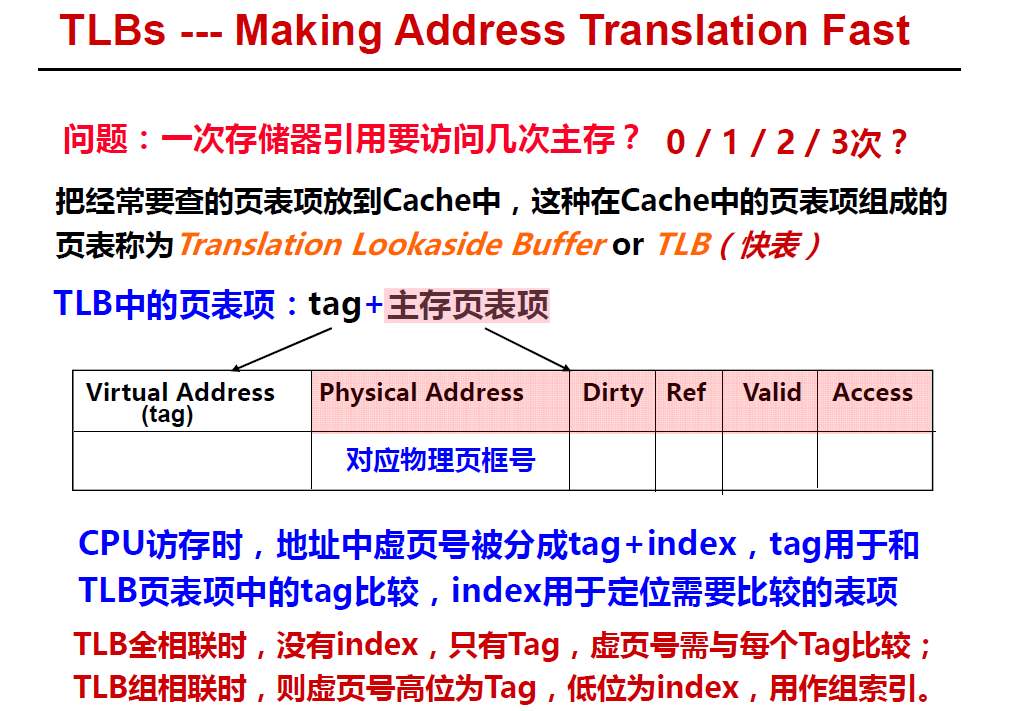 TLBs --- Making Address Translation Fast
问题：一次存储器引用要访问几次主存？ 0 / 1 / 2 / 3次？
把经常要查的页表项放到Cache中，这种在Cache中的页表项组成的
页表称为Translation Lookaside Buffer or TLB（快表）
TLB中的页表项：tag+主存页表项
Virtual Address Physical Address Dirty Ref Valid Access
(tag)
对应物理页框号
CPU访存时，地址中虚页号被分成tag+index，tag用于和
TLB页表项中的tag比较，index用于定位需要比较的表项
TLB全相联时，没有index，只有Tag，虚页号需与每个Tag比较；
TLB组相联时，则虚页号高位为Tag，低位为index，用作组索引。